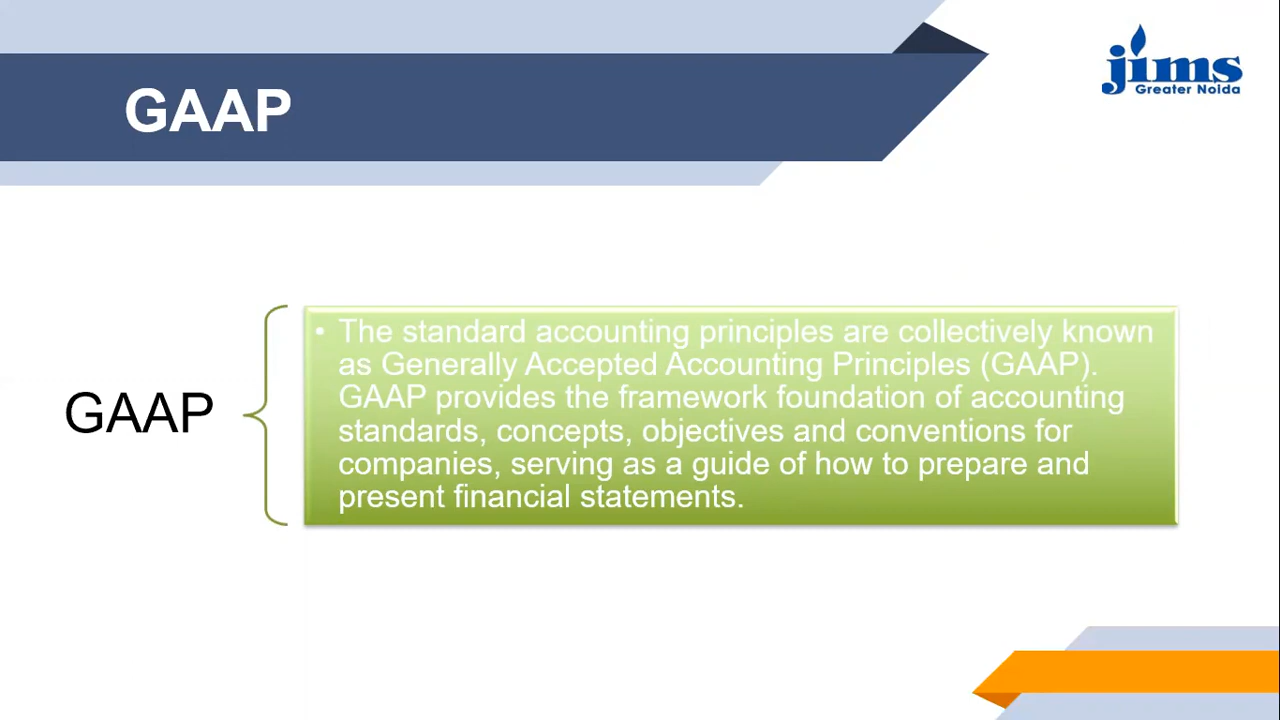 GAAP
jims
Greater Noida
GAAP
• The standard accounting principles are collectively known
as Generally Accepted Accounting Principles (GAAP).
GAAP provides the framework foundation of accounting
standards, concepts, objectives and conventions for
companies, serving as a guide of how to prepare and
present financial statements.